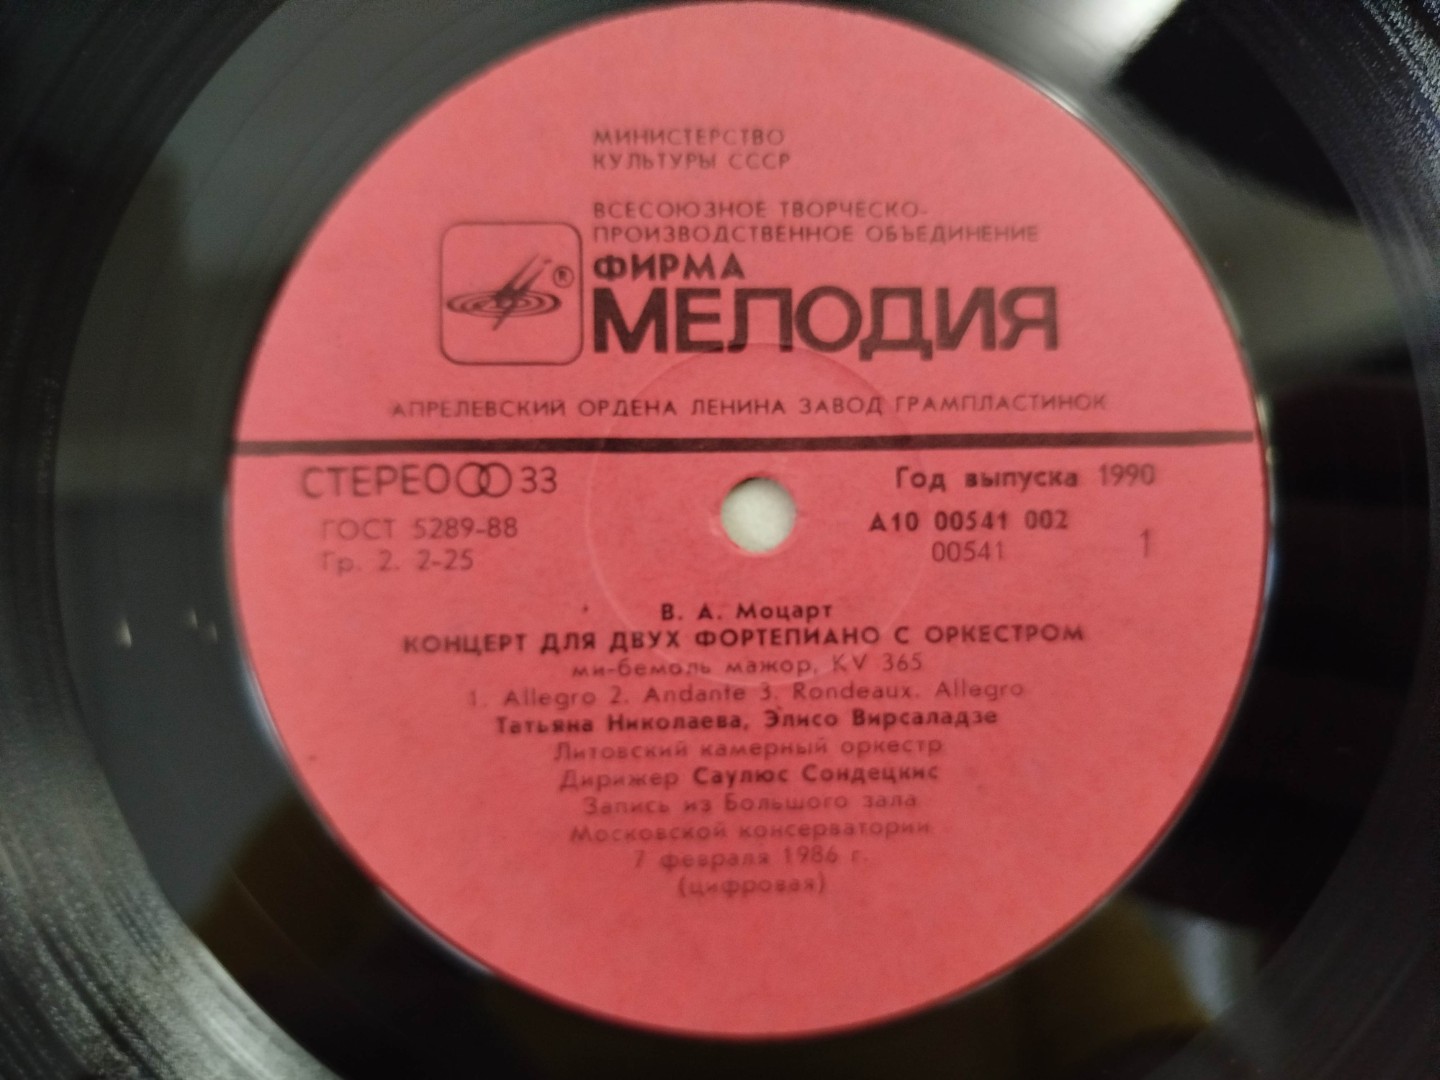 МИНИСТЕРСТВО
КУЛЬТУРЫ СССР
ВСЕСОЮЗНОЕ ТВОРЧЕСКО-
ПРОИЗВОДСТВЕННОЕ ОБЪЕДИНЕНИЕ
ФИРМА
®
МЕЛОДИЯ
АПРЕЛЕВСКИЙ ОРДЕНА ЛЕНИНА ЗАВОД ГРАМПЛАСТИНОК
СТЕРЕО 33
Год выпуска 1990
ГОСТ 5289-88
А10 00541 002
Гр. 2. 2-25
00541
1
В. А. Моцарт
КОНЦЕРТ ДЛЯ ДВУХ ФОРТЕПИАНО С ОРКЕСТРОМ
ми-бемоль мажор, KV 365
1. Allegro 2. Andante 3. Rondeaux. Allegro
Татьяна Николаева, Элисо Вирсаладзе
Литовский камерный оркестр
Дирижер Саулюс Сондецкис
Запись из Большого зала
Московской консерватории
7 февраля 1986 г.
(цифровая)